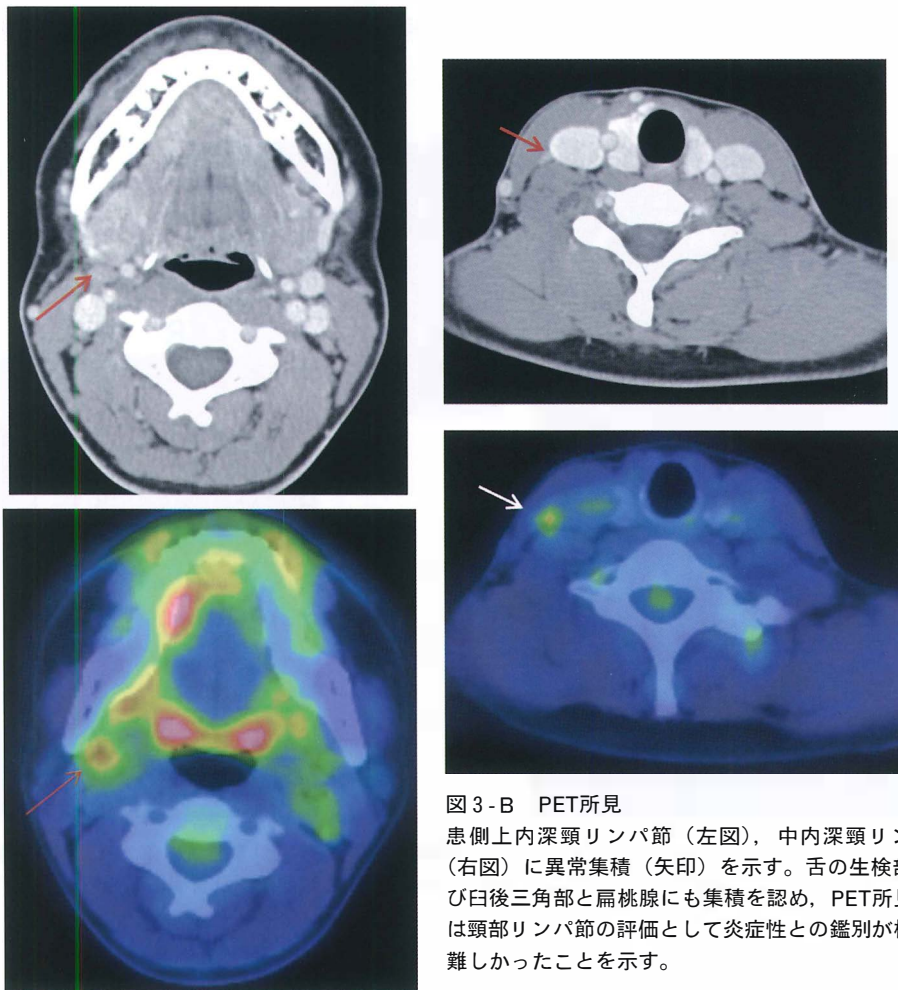 図3-B PET所見
患側上内深頸リンパ節（左図），中内深頸リン
（右図）に異常集積（矢印）を示す。舌の生検部
び臼後三角部と扁桃腺にも集積を認め，PET所見
は頸部リンパ節の評価として炎症性との鑑別が
難しかったことを示す。